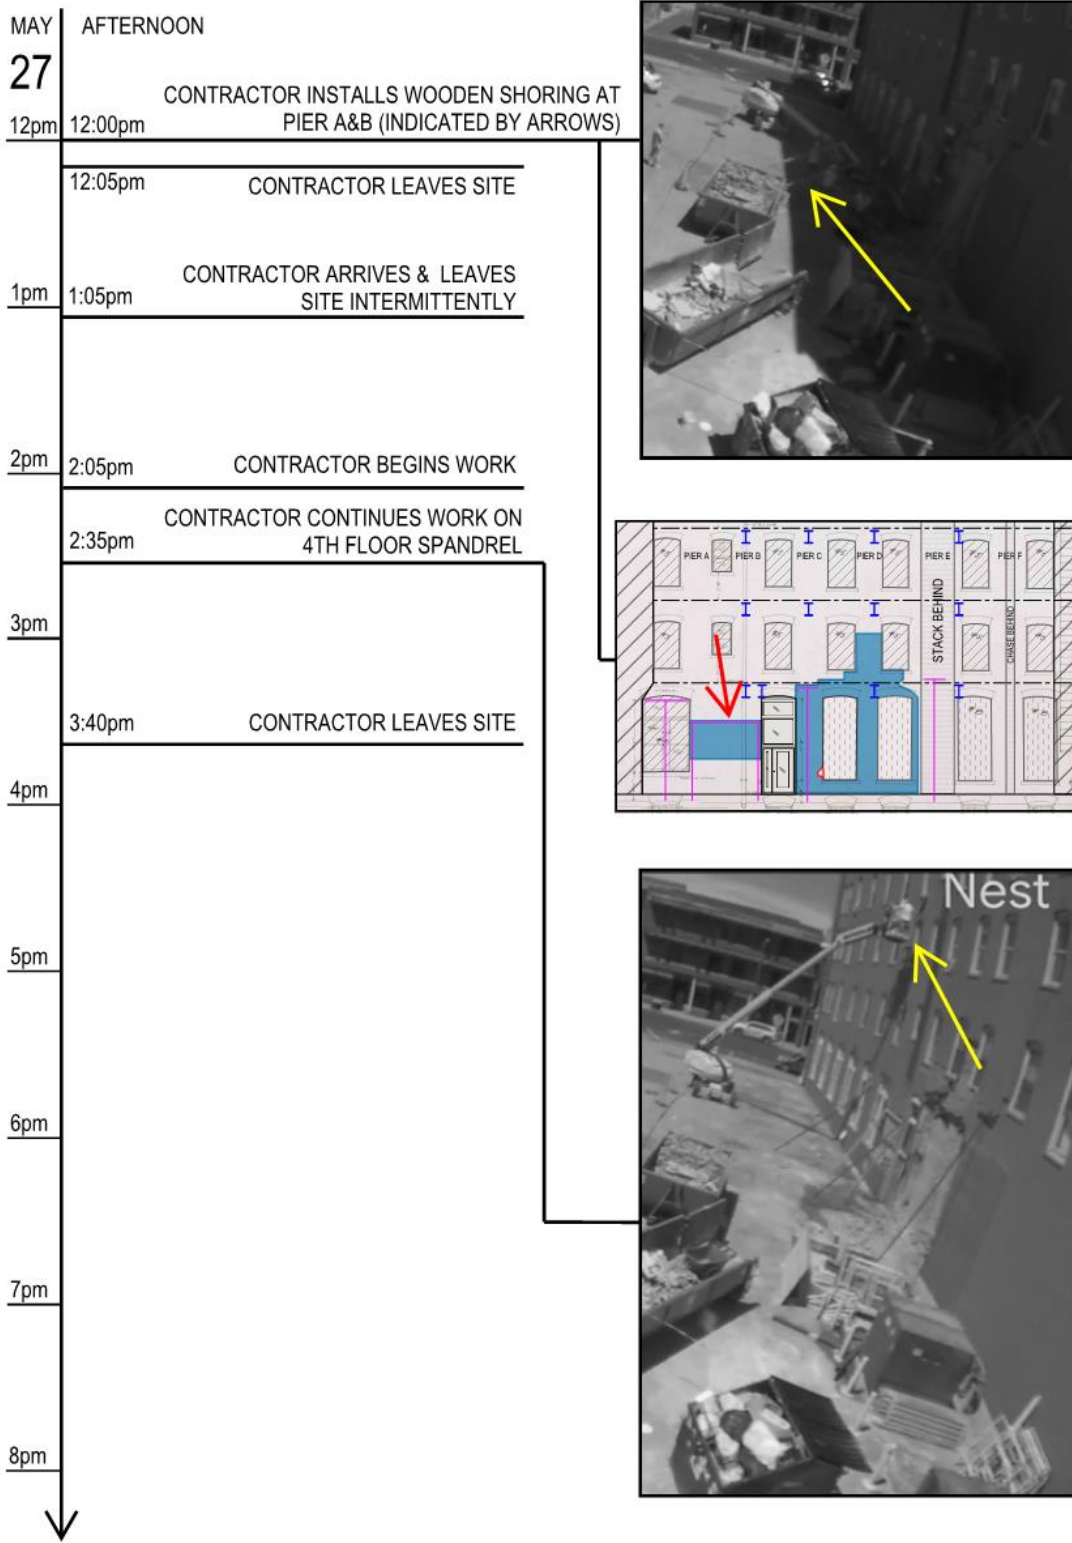 MAY
AFTERNOON
27
12pm
12:00pm
CONTRACTOR INSTALLS WOODEN SHORING AT
PIER A&B (INDICATED BY ARROWS)
12:05pm
CONTRACTOR LEAVES SITE
1pm
1:05pm
CONTRACTOR ARRIVES & LEAVES
SITE INTERMITTENTLY
2pm
2:05pm
CONTRACTOR BEGINS WORK
2:35pm
CONTRACTOR CONTINUES WORK ON
4TH FLOOR SPANDREL
PIER A
PIER B
PIER C
PIER D
PIER E
PIER F
STACK BEHIND
CHASE BEHIND
3pm
3:40pm
CONTRACTOR LEAVES SITE
4pm
Nest
5pm
6pm
7pm
8pm